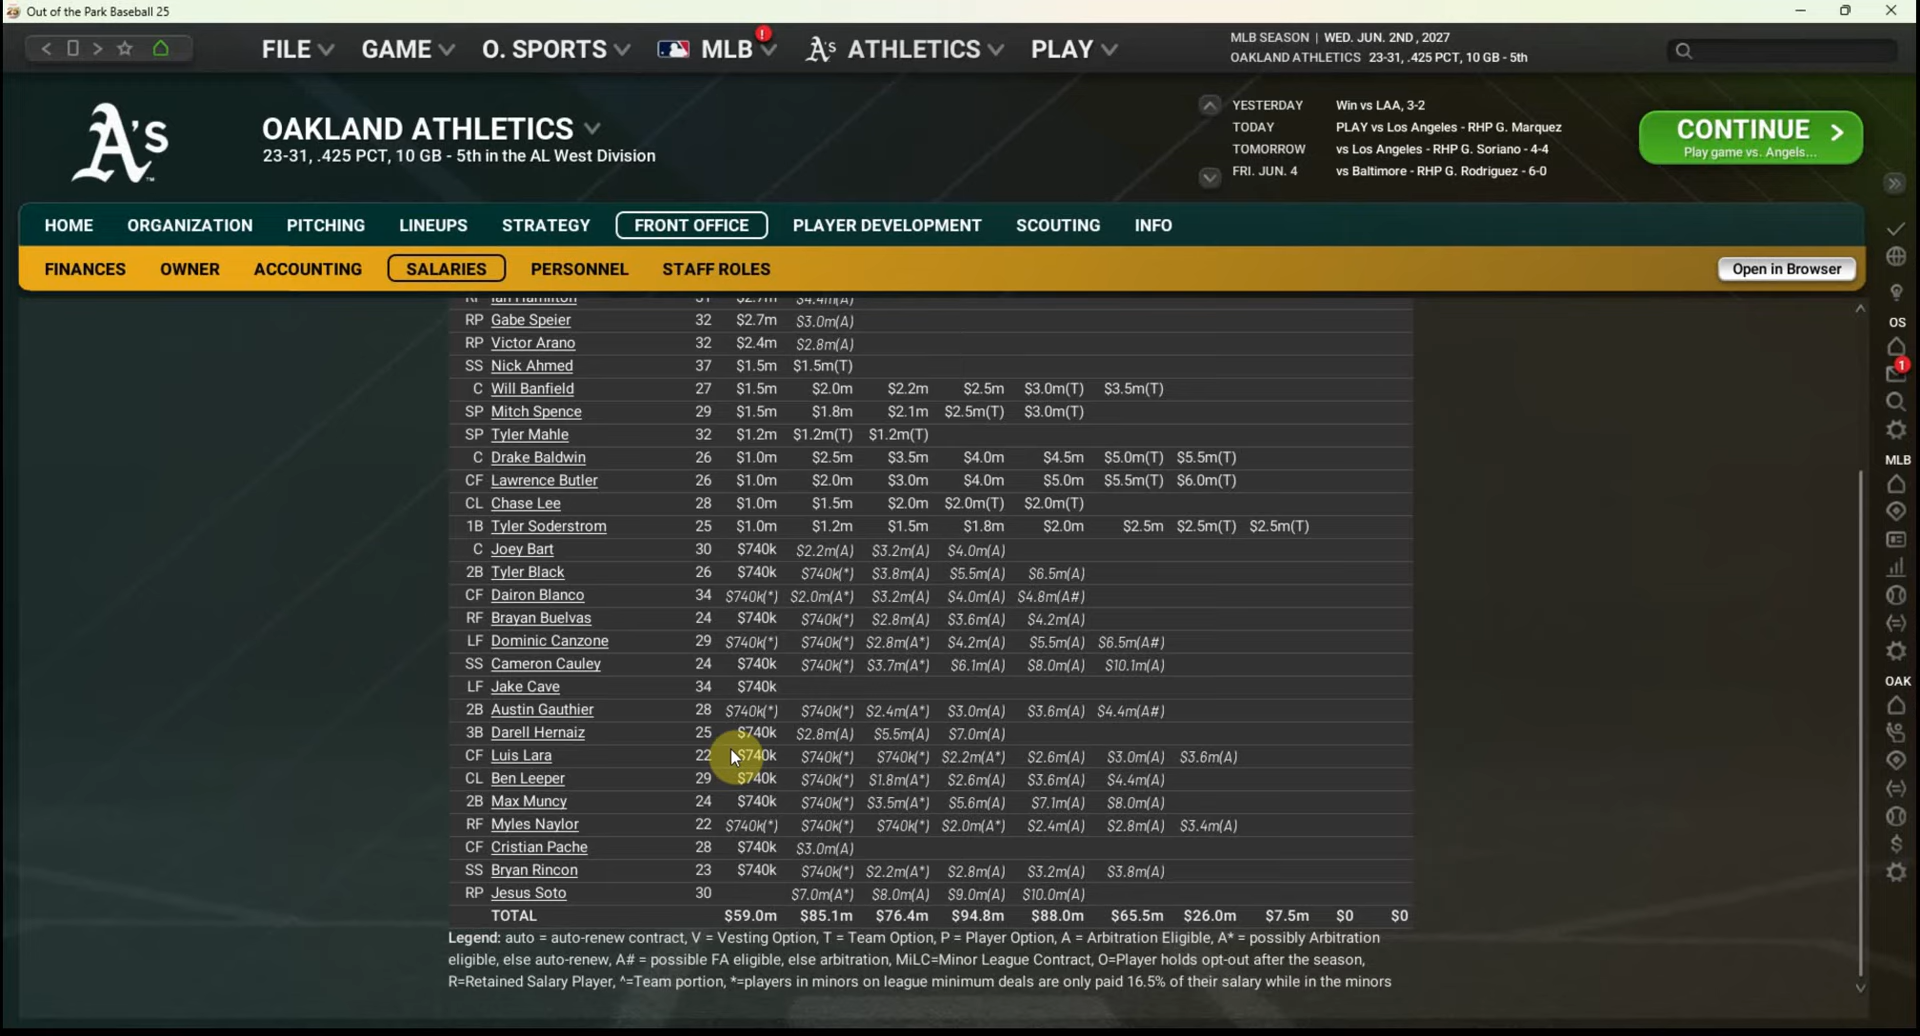 Out of the Park Baseball 25
FILE GAME O. SPORTS MLB ! A's ATHLETICS PLAY
MLB SEASON | WED. JUN. 2ND, 2027
OAKLAND ATHLETICS 23-31, .425 PCT, 10 GB - 5th
A's
OAKLAND ATHLETICS
23-31, .425 PCT, 10 GB - 5th in the AL West Division
YESTERDAY Win vs LAA, 3-2
TODAY PLAY vs Los Angeles - RHP G. Marquez
TOMORROW vs Los Angeles - RHP G. Soriano - 4-4
FRI. JUN. 4 vs Baltimore - RHP G. Rodriguez - 6-0
CONTINUE
Play game vs. Angels...
HOME ORGANIZATION PITCHING LINEUPS STRATEGY FRONT OFFICE PLAYER DEVELOPMENT SCOUTING INFO
FINANCES OWNER ACCOUNTING SALARIES PERSONNEL STAFF ROLES Open in Browser
RP Ian Hamilton 31 $2.7m $4.4m(A)
RP Gabe Speier 32 $2.7m $3.0m(A)
RP Victor Arano 32 $2.4m $2.8m(A)
SS Nick Ahmed 37 $1.5m $1.5m(T)
C Will Banfield 27 $1.5m $2.0m $2.2m $2.5m $3.0m(T) $3.5m(T)
SP Mitch Spence 29 $1.5m $1.8m $2.1m $2.5m(T) $3.0m(T)
SP Tyler Mahle 32 $1.2m $1.2m(T) $1.2m(T)
C Drake Baldwin 26 $1.0m $2.5m $3.5m $4.0m $4.5m $5.0m(T) $5.5m(T)
CF Lawrence Butler 26 $1.0m $2.0m $3.0m $4.0m $5.0m $5.5m(T) $6.0m(T)
CL Chase Lee 28 $1.0m $1.5m $2.0m $2.0m(T) $2.0m(T)
1B Tyler Soderstrom 25 $1.0m $1.2m $1.5m $1.8m $2.0m $2.5m $2.5m(T) $2.5m(T)
C Joey Bart 30 $740k $2.2m(A) $3.2m(A) $4.0m(A)
2B Tyler Black 26 $740k $740k(*) $3.8m(A) $5.5m(A) $6.5m(A)
CF Dairon Blanco 34 $740k(*) $2.0m(A*) $3.2m(A) $4.0m(A) $4.8m(A#)
RF Brayan Buelvas 24 $740k $740k(*) $2.8m(A) $3.6m(A) $4.2m(A)
LF Dominic Canzone 29 $740k(*) $740k(*) $2.8m(A*) $4.2m(A) $5.5m(A) $6.5m(A#)
SS Cameron Cauley 24 $740k $740k(*) $3.7m(A*) $6.1m(A) $8.0m(A) $10.1m(A)
LF Jake Cave 34 $740k
2B Austin Gauthier 28 $740k(*) $740k(*) $2.4m(A*) $3.0m(A) $3.6m(A) $4.4m(A#)
3B Darell Hernaiz 25 $740k $2.8m(A) $5.5m(A) $7.0m(A)
CF Luis Lara 22 $740k $740k(*) $740k(*) $2.2m(A*) $2.6m(A) $3.0m(A) $3.6m(A)
CL Ben Leeper 29 $740k $740k(*) $1.8m(A*) $2.6m(A) $3.6m(A) $4.4m(A)
2B Max Muncy 24 $740k $740k(*) $3.5m(A*) $5.6m(A) $7.1m(A) $8.0m(A)
RF Myles Naylor 22 $740k(*) $740k(*) $740k(*) $2.0m(A*) $2.4m(A) $2.8m(A) $3.4m(A)
CF Cristian Pache 28 $740k $3.0m(A)
SS Bryan Rincon 23 $740k $740k(*) $2.2m(A*) $2.8m(A) $3.2m(A) $3.8m(A)
RP Jesus Soto 30 $7.0m(A*) $8.0m(A) $9.0m(A) $10.0m(A)
TOTAL $59.0m $85.1m $76.4m $94.8m $88.0m $65.5m $26.0m $7.5m $0 $0
Legend: auto = auto-renew contract, V = Vesting Option, T = Team Option, P = Player Option, A = Arbitration Eligible, A* = possibly Arbitration
eligible, else auto-renew, A# = possible FA eligible, else arbitration, MiLC=Minor League Contract, O=Player holds opt-out after the season,
R=Retained Salary Player, ^=Team portion, *=players in minors on league minimum deals are only paid 16.5% of their salary while in the minors
OS
1
MLB
OAK